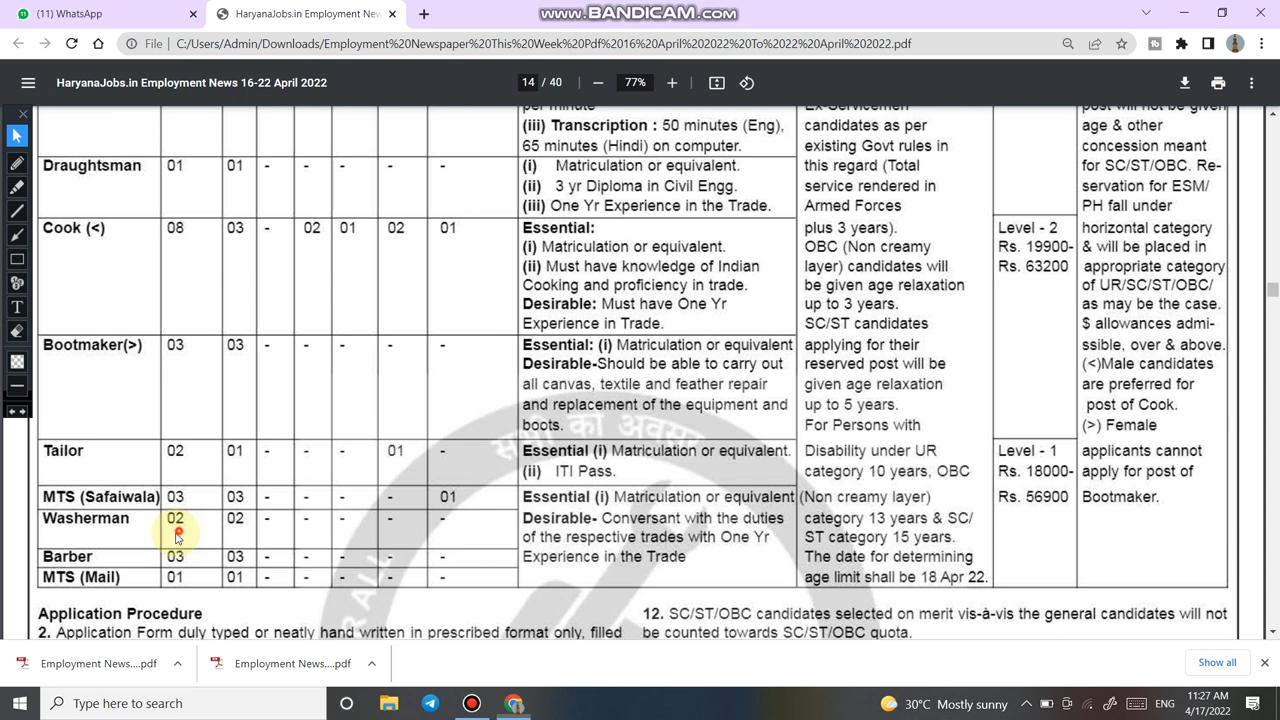 (11) WhatsApp
HaryanaJobs.in Employment New
www.BANDICAM.com
File
C:/Users/Admin/Downloads/Employment%20Newspaper%20This%20Week%20Pdf%2016%20April%202022%20To%2022%20April%202022.pdf
HaryanaJobs.in Employment News 16-22 April 2022
14 / 40
77%
per minute
(iii) Transcription : 50 minutes (Eng),
65 minutes (Hindi) on computer.
Draughtsman 01 01 - - - - -
(i) Matriculation or equivalent.
(ii) 3 yr Diploma in Civil Engg.
(iii) One Yr Experience in the Trade.
Cook (<) 08 03 - 02 01 02 01
Essential:
(i) Matriculation or equivalent.
(ii) Must have knowledge of Indian
Cooking and proficiency in trade.
Desirable: Must have One Yr
Experience in Trade.
Bootmaker(>) 03 03 - - - - -
Essential: (i) Matriculation or equivalent
Desirable-Should be able to carry out
all canvas, textile and feather repair
and replacement of the equipment and
boots.
Tailor 02 01 - - - 01 -
Essential (i) Matriculation or equivalent.
(ii) ITI Pass.
MTS (Safaiwala) 03 03 - - - - 01
Essential (i) Matriculation or equivalent
Washerman 02 02 - - - - -
Desirable- Conversant with the duties
of the respective trades with One Yr
Experience in the Trade
Barber 03 03 - - - - -
MTS (Mail) 01 01 - - - - -
Ex-Servicemen
candidates as per
existing Govt rules in
this regard (Total
service rendered in
Armed Forces
plus 3 years).
OBC (Non creamy
layer) candidates will
be given age relaxation
up to 3 years.
SC/ST candidates
applying for their
reserved post will be
given age relaxation
up to 5 years.
For Persons with
Disability under UR
category 10 years, OBC
(Non creamy layer)
category 13 years & SC/
ST category 15 years.
The date for determining
age limit shall be 18 Apr 22.
Level - 2
Rs. 19900-
Rs. 63200
Level - 1
Rs. 18000-
Rs. 56900
post will not be given
age & other
concession meant
for SC/ST/OBC. Re-
servation for ESM/
PH fall under
horizontal category
& will be placed in
appropriate category
of UR/SC/ST/OBC/
as may be the case.
$ allowances admi-
ssible, over & above.
(<)Male candidates
are preferred for
post of Cook.
(>) Female
applicants cannot
apply for post of
Bootmaker.
सभी को अवसर
R ALL
Application Procedure
2. Application Form duly typed or neatly hand written in prescribed format only, filled
12. SC/ST/OBC candidates selected on merit vis-à-vis the general candidates will not
be counted towards SC/ST/OBC quota.
Employment News....pdf
Employment News....pdf
Show all
Type here to search
30°C Mostly sunny
ENG
11:27 AM
4/17/2022